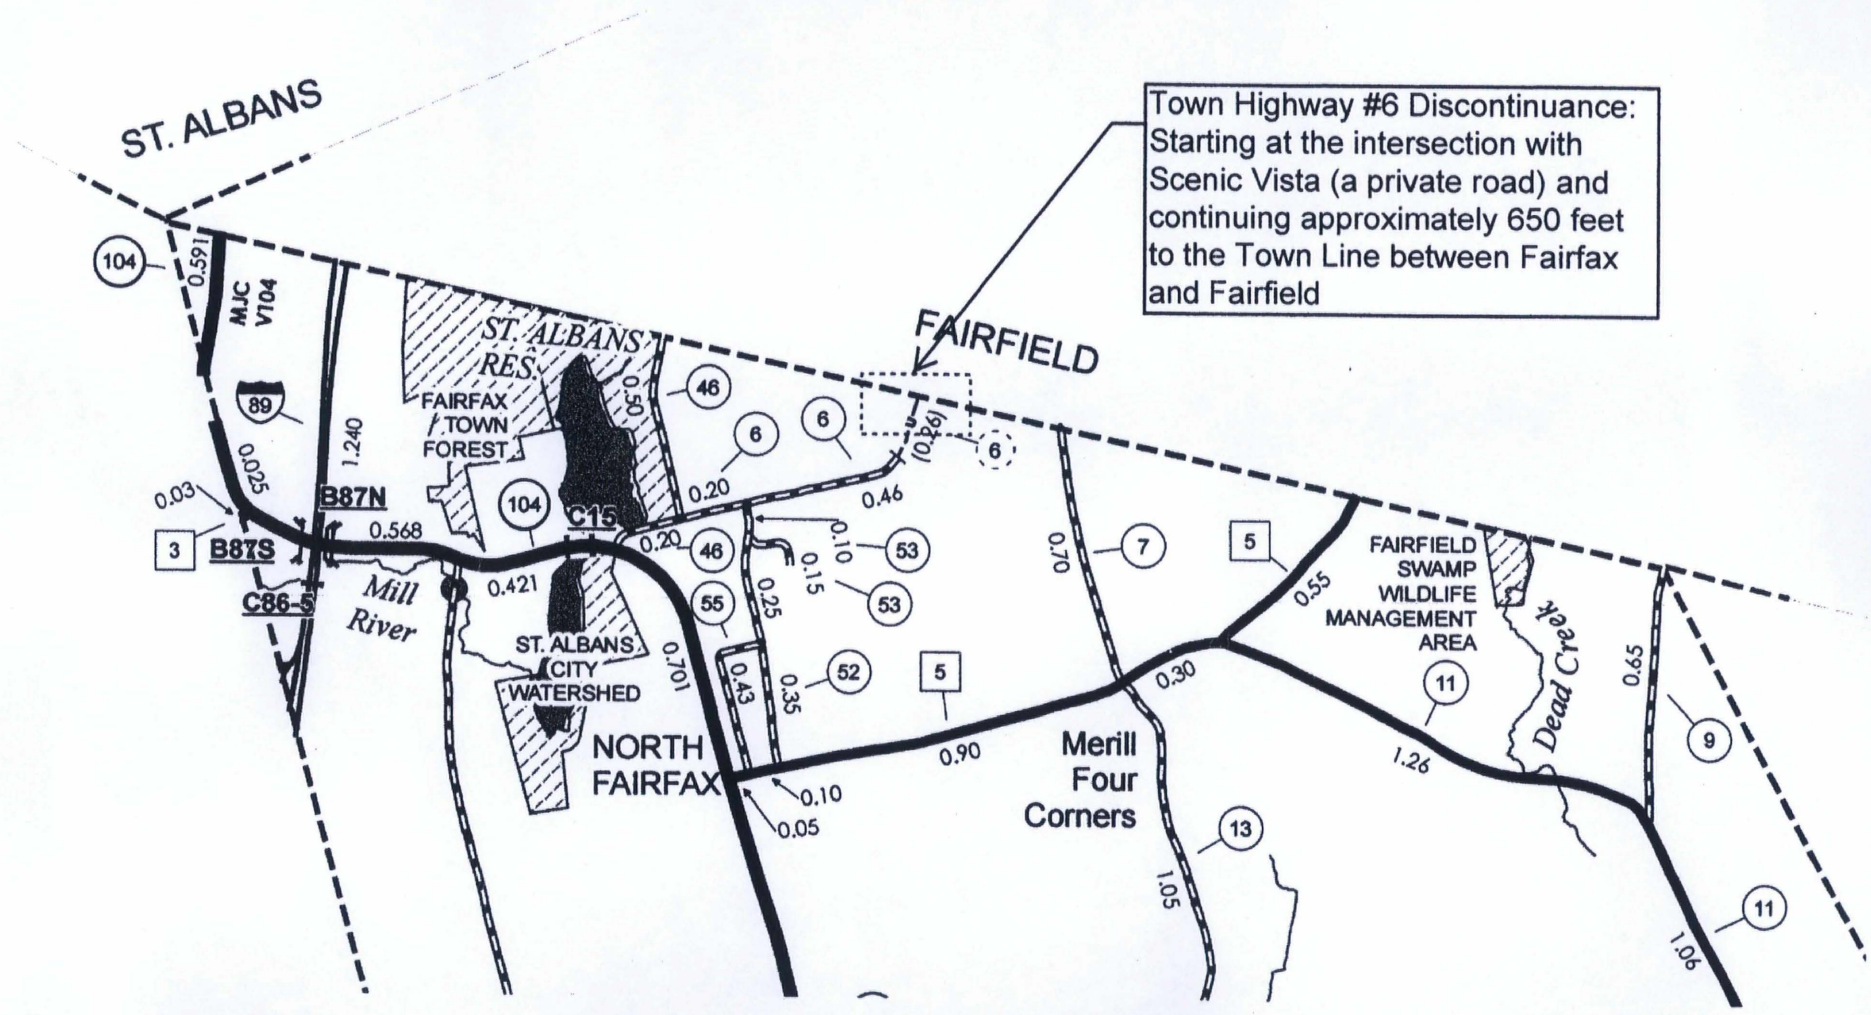 ST. ALBANS
Town Highway #6 Discontinuance:
Starting at the intersection with
Scenic Vista (a private road) and
continuing approximately 650 feet
to the Town Line between Fairfax
and Fairfield
104
0.591
MJC
V104
89
1.240
0.025
0.03
3
B87N
B87S
C86-5
0.568
Mill
River
ST. ALBANS
RES.
FAIRFAX
TOWN
FOREST
0.50
46
6
6
FAIRFIELD
(0.26)
6
0.20
0.46
104
C15
0.20
46
0.421
0.10
53
0.15
53
0.25
55
ST. ALBANS
CITY
WATERSHED
0.701
0.43
0.35
52
5
NORTH
FAIRFAX
0.10
0.05
0.90
0.70
7
5
0.55
0.30
Merill
Four
Corners
13
1.05
FAIRFIELD
SWAMP
WILDLIFE
MANAGEMENT
AREA
11
Dead Creek
1.26
0.65
9
11
1.06